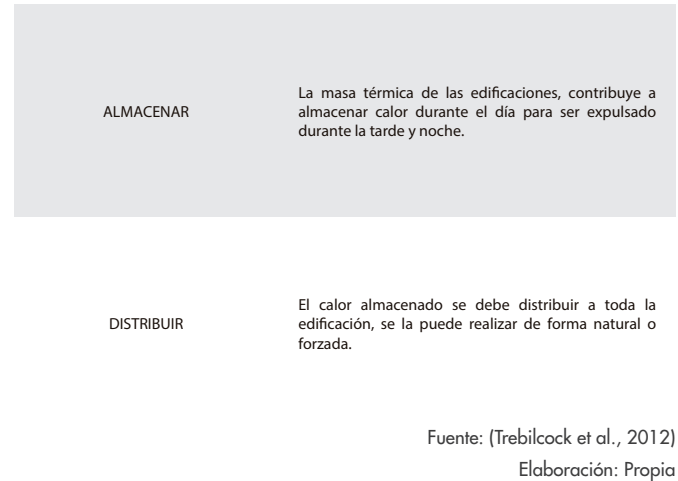 ALMACENAR
La masa térmica de las edificaciones, contribuye a
almacenar calor durante el día para ser expulsado
durante la tarde y noche.
DISTRIBUIR
El calor almacenado se debe distribuir a toda la
edificación, se la puede realizar de forma natural o
forzada.
Fuente: (Trebilcock et al., 2012)
Elaboración: Propia